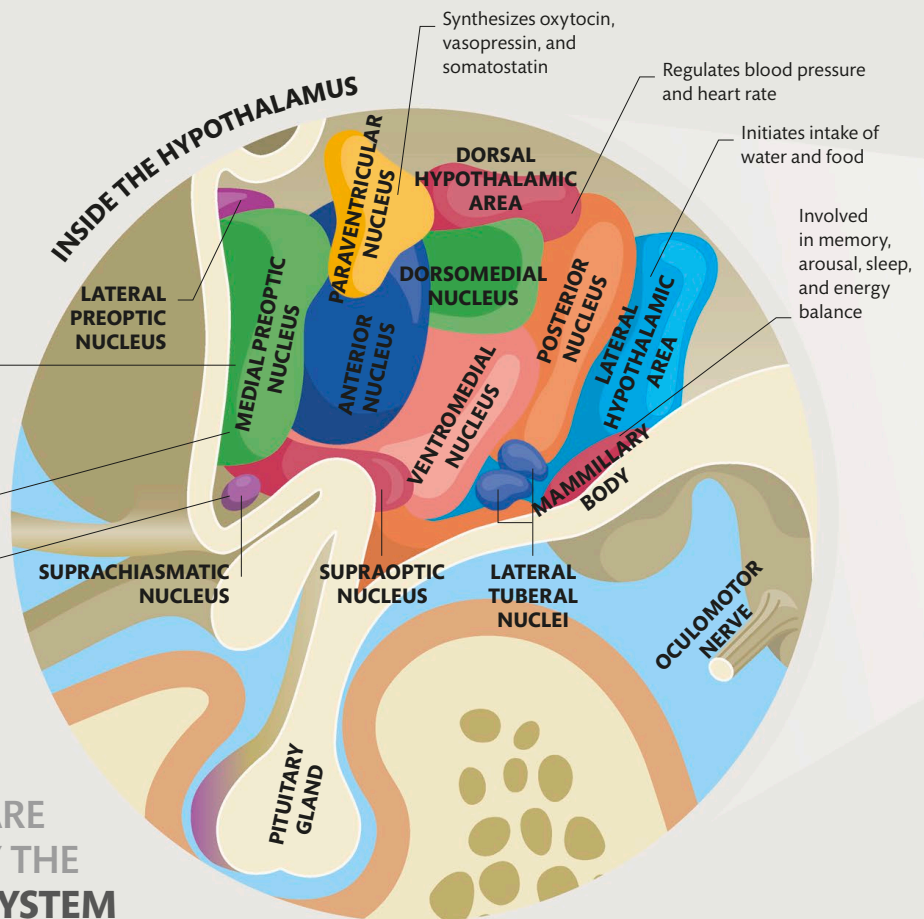 Synthesizes oxytocin,
vasopressin, and
somatostatin
Regulates blood pressure
and heart rate
Initiates intake of
water and food
Involved
in memory,
arousal, sleep,
and energy
balance
INSIDE THE HYPOTHALAMUS
PARAVENTRICULAR
NUCLEUS
DORSAL
HYPOTHALAMIC
AREA
LATERAL
PREOPTIC
NUCLEUS
MEDIAL PREOPTIC
NUCLEUS
ANTERIOR
NUCLEUS
DORSOMEDIAL
NUCLEUS
POSTERIOR
NUCLEUS
LATERAL
HYPOTHALAMIC
AREA
VENTROMEDIAL
NUCLEUS
MAMMILLARY
BODY
SUPRACHIASMATIC
NUCLEUS
SUPRAOPTIC
NUCLEUS
LATERAL
TUBERAL
NUCLEI
OCULOMOTOR
NERVE
PITUITARY
GLAND
THE